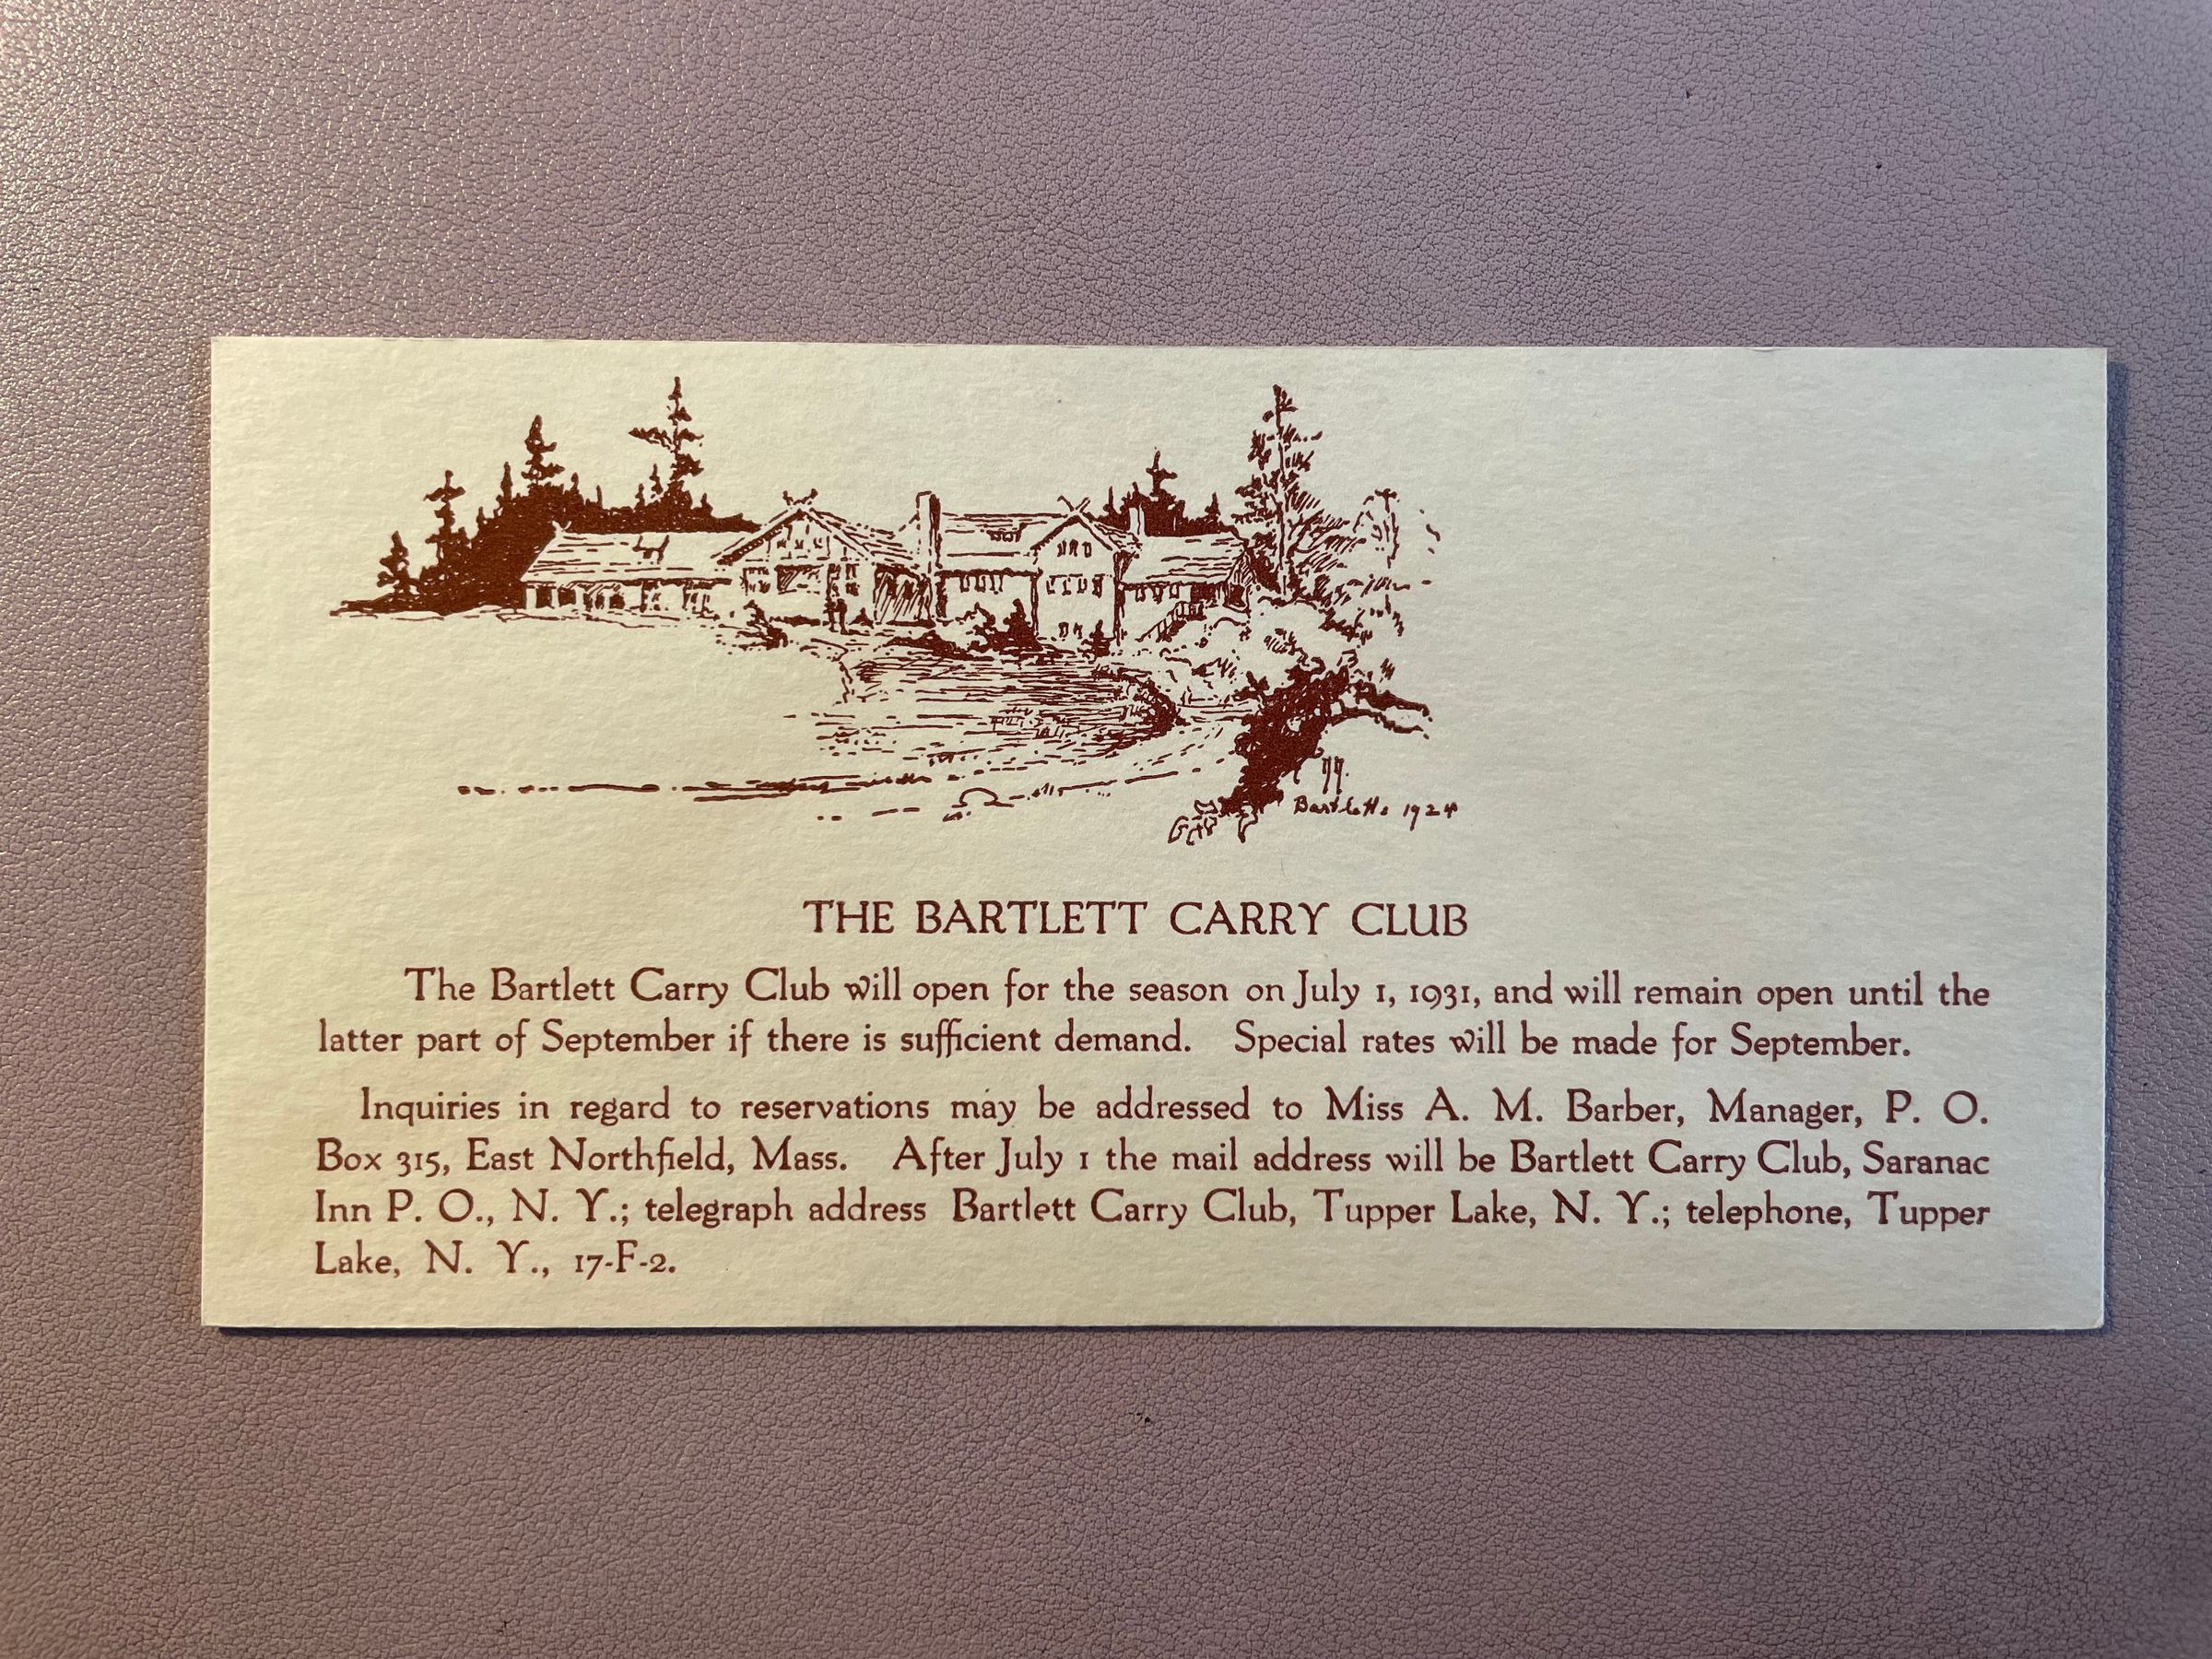 Bartletts 1924
THE BARTLETT CARRY CLUB
The Bartlett Carry Club will open for the season on July 1, 1931, and will remain open until the
latter part of September if there is sufficient demand. Special rates will be made for September.
Inquiries in regard to reservations may be addressed to Miss A. M. Barber, Manager, P. O.
Box 315, East Northfield, Mass. After July 1 the mail address will be Bartlett Carry Club, Saranac
Inn P. O., N. Y.; telegraph address Bartlett Carry Club, Tupper Lake, N. Y.; telephone, Tupper
Lake, N. Y., 17-F-2.